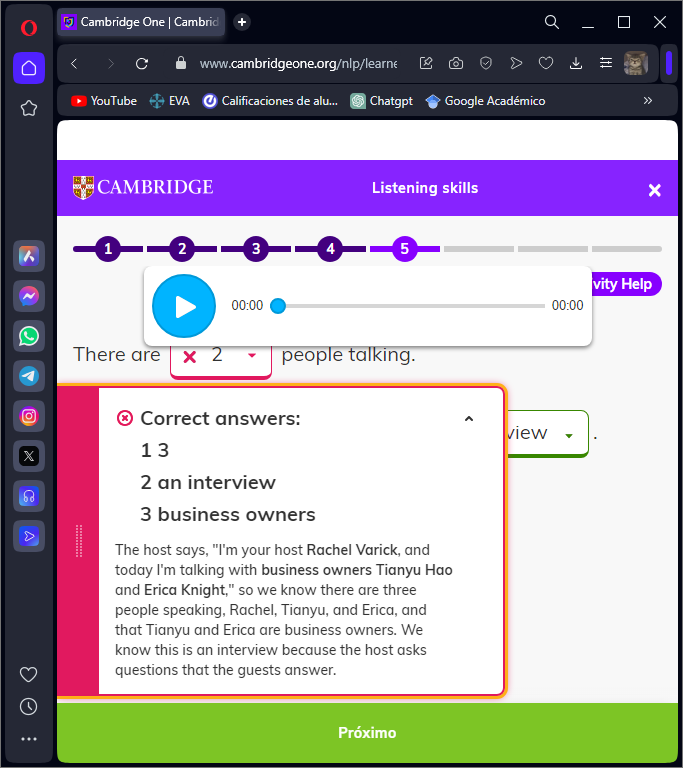 Cambridge One | Cambrid
www.cambridgeone.org/nlp/learne
YouTube EVA Calificaciones de alu... Chatgpt Google Académico
CAMBRIDGE
Listening skills
1 2 3 4 5
vity Help
00:00 00:00
There are 2 people talking.
view .
Correct answers:
1 3
2 an interview
3 business owners
The host says, "I'm your host Rachel Varick, and
today I'm talking with business owners Tianyu Hao
and Erica Knight," so we know there are three
people speaking, Rachel, Tianyu, and Erica, and
that Tianyu and Erica are business owners. We
know this is an interview because the host asks
questions that the guests answer.
Próximo